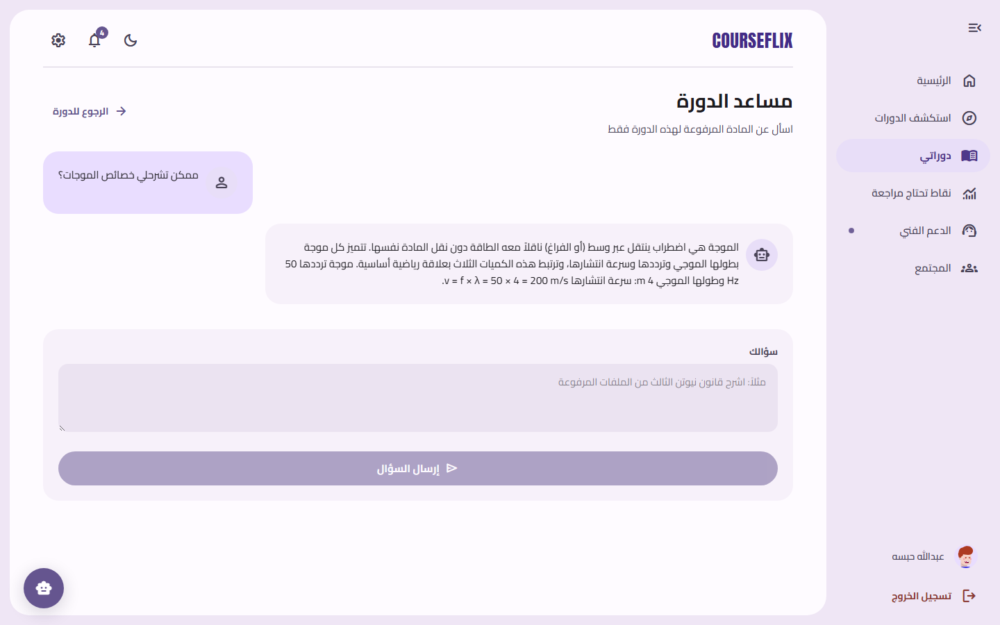 COURSEFLIX
4
الرئيسية
استكشف الدورات
دوراتي
نقاط تحتاج مراجعة
الدعم الفني
المجتمع
عبدالله حبسه
تسجيل الخروج
مساعد الدورة
اسأل عن المادة المرفوعة لهذه الدورة فقط
الرجوع للدورة
ممكن تشرحلي خصائص الموجات؟
الموجة هي اضطراب ينتقل عبر وسط (أو الفراغ) ناقلاً معه الطاقة دون نقل المادة نفسها. تتميز كل موجة
بطولها الموجي وترددها وسرعة انتشارها، وترتبط هذه الكميات الثلاث بعلاقة رياضية أساسية. موجة ترددها 50
Hz وطولها الموجي 4 m: سرعة انتشارها v = f × λ = 50 × 4 = 200 m/s.
سؤالك
مثلاً: اشرح قانون نيوتن الثالث من الملفات المرفوعة
إرسال السؤال